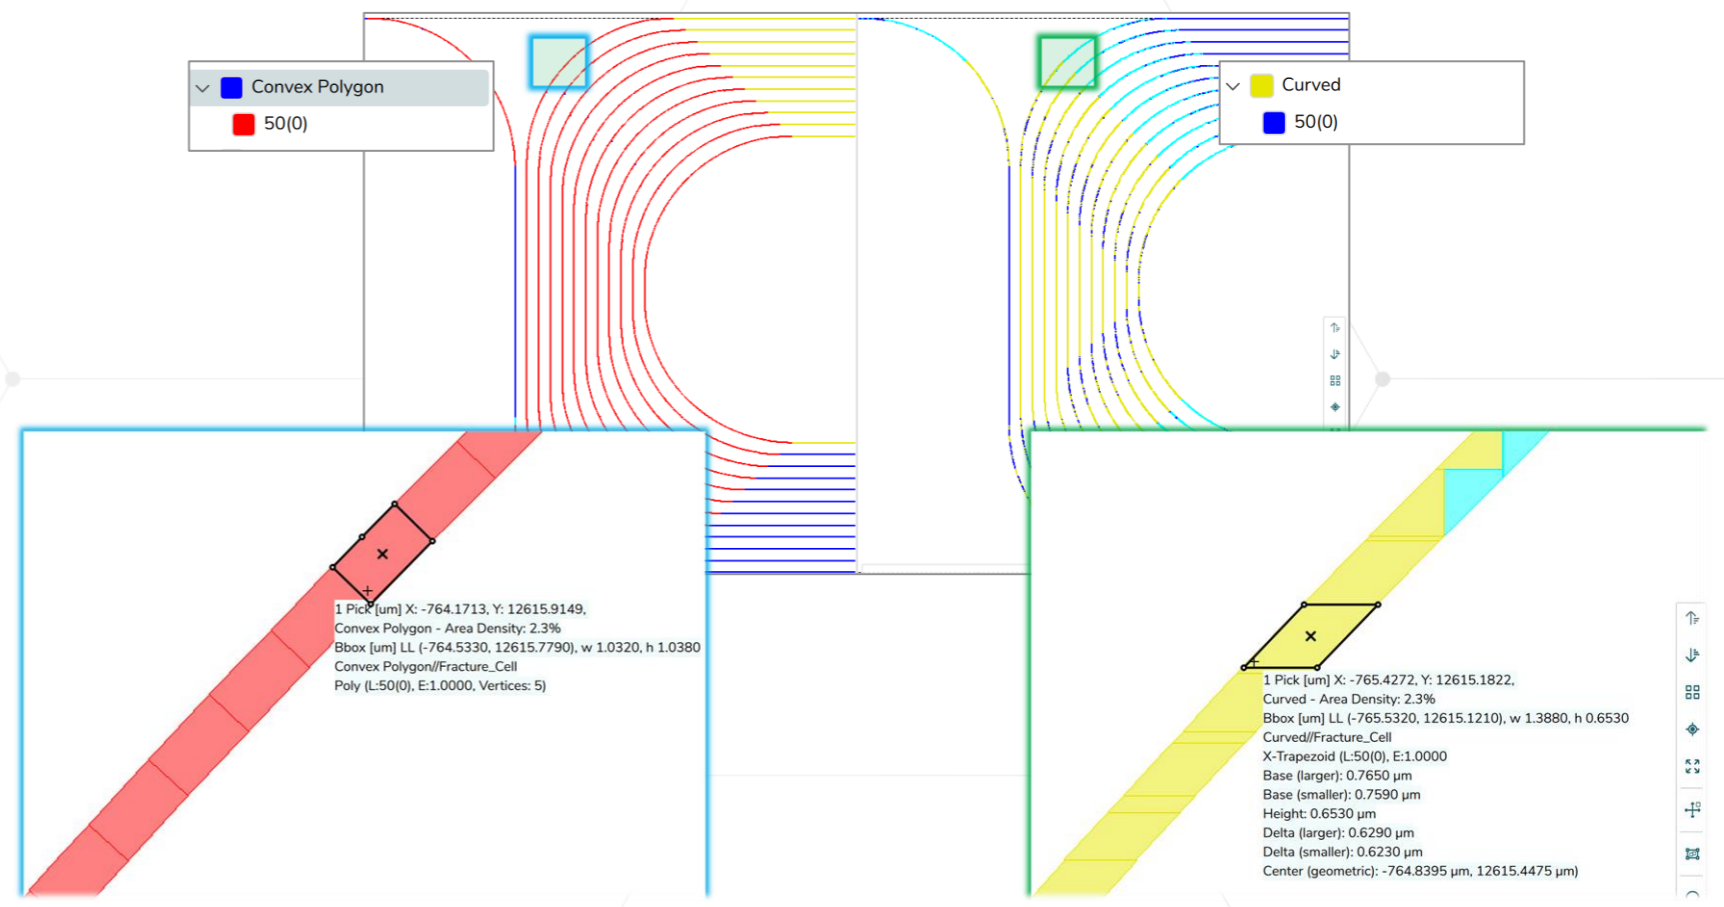 Convex Polygon
50(0)
Curved
50(0)
1 Pick [um] X: -764.1713, Y: 12615.9149,
Convex Polygon - Area Density: 2.3%
Bbox [um] LL (-764.5330, 12615.7790), w 1.0320, h 1.0380
Convex Polygon//Fracture_Cell
Poly (L:50(0), E:1.0000, Vertices: 5)
1 Pick [um] X: -765.4272, Y: 12615.1822,
Curved - Area Density: 2.3%
Bbox [um] LL (-765.5320, 12615.1210), w 1.3880, h 0.6530
Curved//Fracture_Cell
X-Trapezoid (L:50(0), E:1.0000
Base (larger): 0.7650 µm
Base (smaller): 0.7590 µm
Height: 0.6530 µm
Delta (larger): 0.6290 µm
Delta (smaller): 0.6230 µm
Center (geometric): -764.8395 µm, 12615.4475 µm)